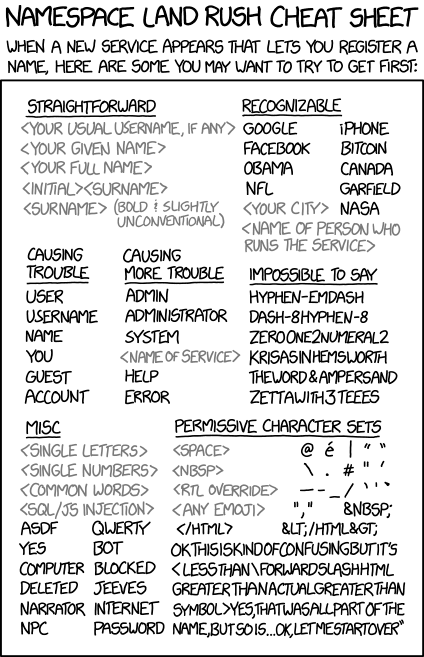 NAMESPACE LAND RUSH CHEAT SHEET
WHEN A NEW SERVICE APPEARS THAT LETS YOU REGISTER A
NAME, HERE ARE SOME YOU MAY WANT TO TRY TO GET FIRST:
STRAIGHTFORWARD
<YOUR USUAL USERNAME, IF ANY>
<YOUR GIVEN NAME>
<YOUR FULL NAME>
<INITIAL><SURNAME>
<SURNAME> (BOLD & SLIGHTLY
UNCONVENTIONAL)
RECOGNIZABLE
GOOGLE iPHONE
FACEBOOK BITCOIN
OBAMA CANADA
NFL GARFIELD
<YOUR CITY> NASA
<NAME OF PERSON WHO
RUNS THE SERVICE>
CAUSING
TROUBLE
USER
USERNAME
NAME
YOU
GUEST
ACCOUNT
CAUSING
MORE TROUBLE
ADMIN
ADMINISTRATOR
SYSTEM
<NAME OF SERVICE>
HELP
ERROR
IMPOSSIBLE TO SAY
HYPHEN-EMDASH
DASH-8HYPHEN-8
ZEROONE2NUMERAL2
KRISASINHEMSWORTH
THEWORD&AMPERSAND
ZETTAWITH3TEEES
MISC
<SINGLE LETTERS>
<SINGLE NUMBERS>
<COMMON WORDS>
<SQL/JS INJECTION>
ASDF QWERTY
YES BOT
COMPUTER BLOCKED
DELETED JEEVES
NARRATOR INTERNET
NPC PASSWORD
PERMISSIVE CHARACTER SETS
<SPACE> @ é | “ “
<NBSP> \ . # " ′
<RTL OVERRIDE> — - _ / ‵ ‵ `
<ANY EMOJI> "," &NBSP;
</HTML> &LT;/HTML&GT;
OKTHISISKINDOFCONFUSINGBUTIT'S
<LESSTHAN\FORWARDSLASHHTML
GREATERTHANACTUALGREATERTHAN
SYMBOL>YES,THATWASALLPARTOFTHE
NAME,BUTSOIS...OK,LETMESTARTOVER"